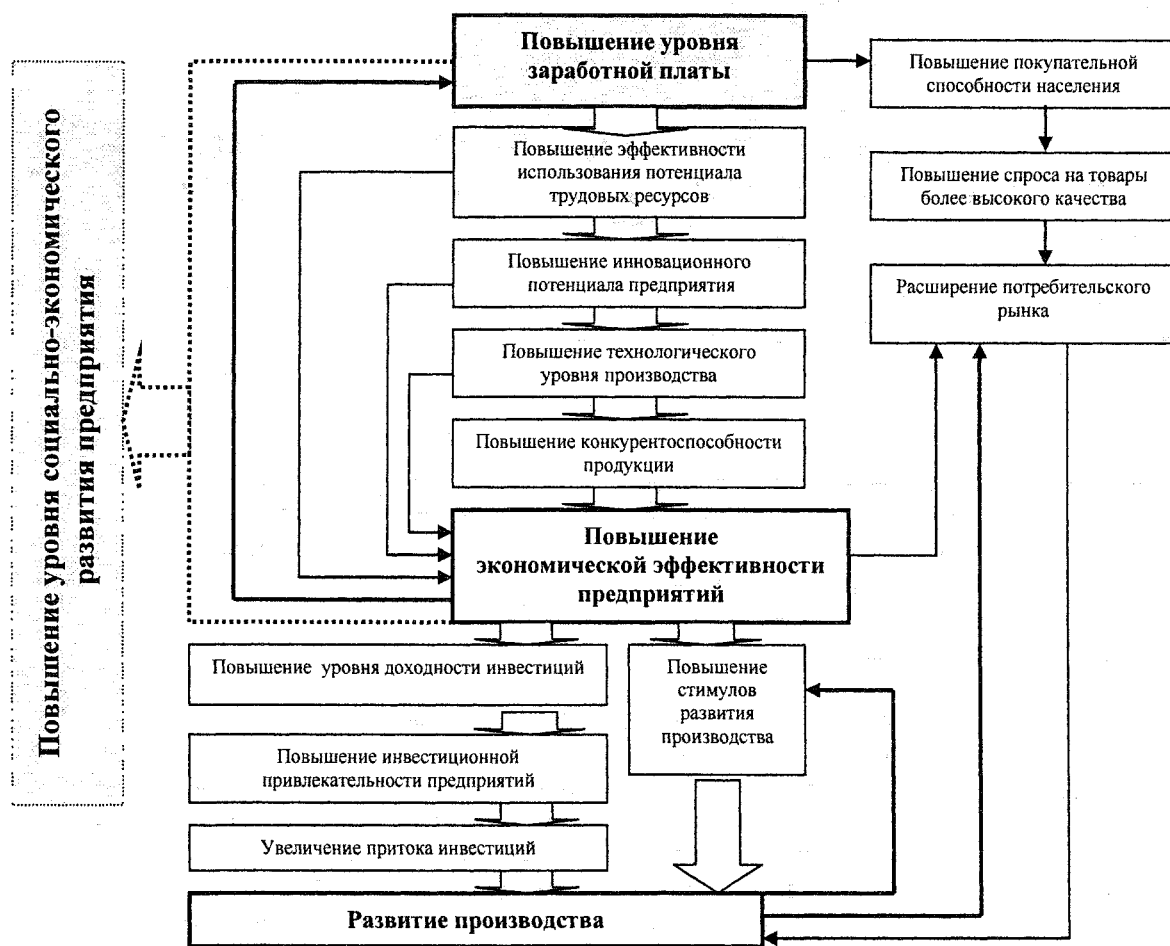 Повышение уровня социально-экономического
развития предприятия
Повышение уровня
заработной платы
Повышение покупательной
способности населения
Повышение эффективности
использования потенциала
трудовых ресурсов
Повышение спроса на товары
более высокого качества
Повышение инновационного
потенциала предприятия
Расширение потребительского
рынка
Повышение технологического
уровня производства
Повышение конкурентоспособности
продукции
Повышение
экономической эффективности
предприятий
Повышение уровня доходности инвестиций
Повышение
стимулов
развития
производства
Повышение инвестиционной
привлекательности предприятий
Увеличение притока инвестиций
Развитие производства